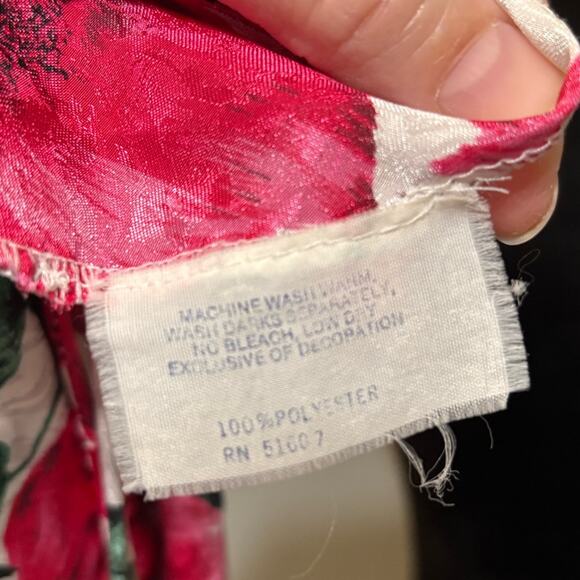 MACHINE WASH WARM,
WASH DARKS SEPARATELY,
NO BLEACH, LOW DRY
EXCLUSIVE OF DECORATION
100% POLYESTER
RN 51607